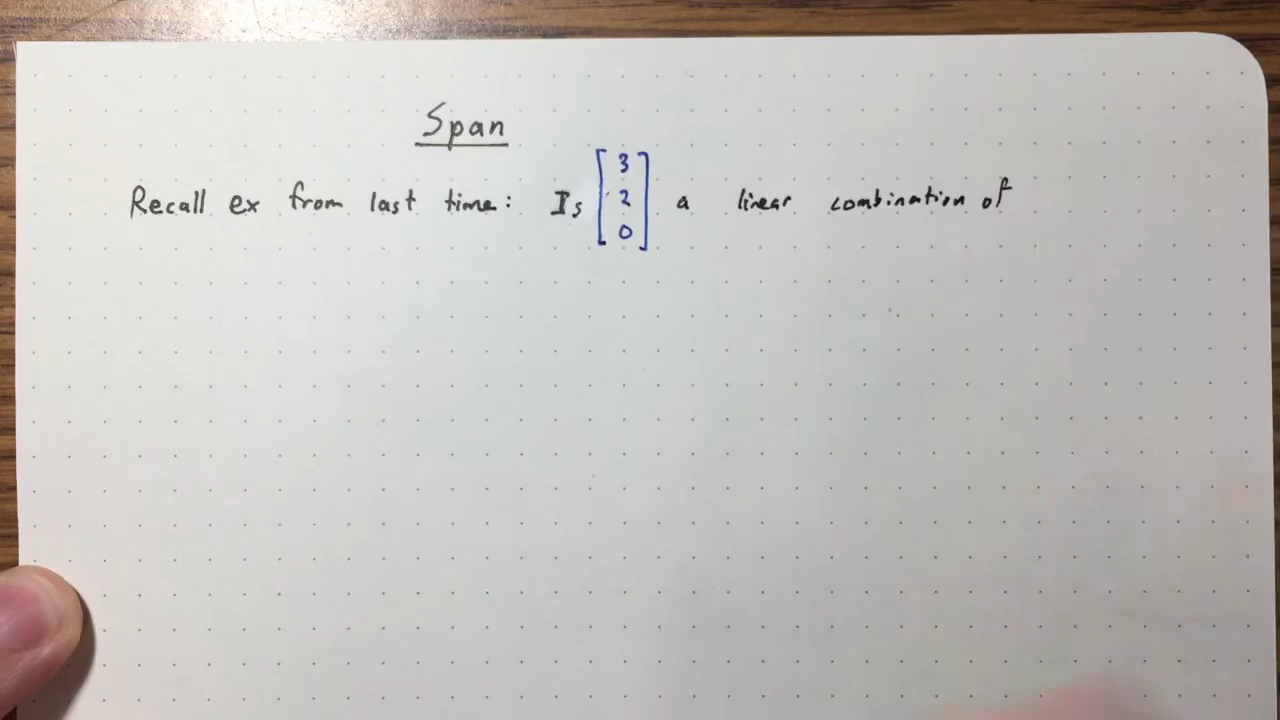 Span
Recall ex from last time: Is [3 2 0] a linear combination of